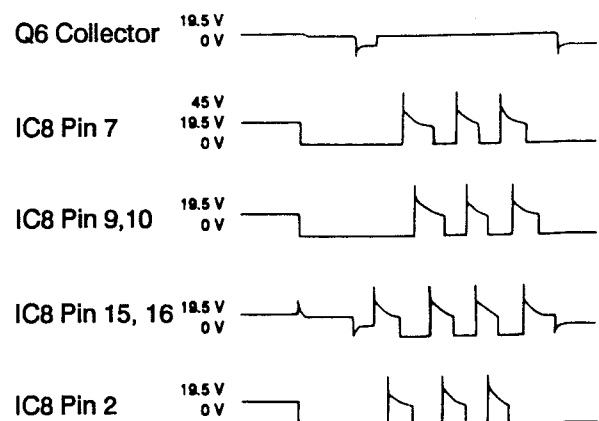 Q6 Collector 19.5 V
0 V
IC8 Pin 7 45 V
19.5 V
0 V
IC8 Pin 9,10 19.5 V
0 V
IC8 Pin 15, 16 19.5 V
0 V
IC8 Pin 2 19.5 V
0 V